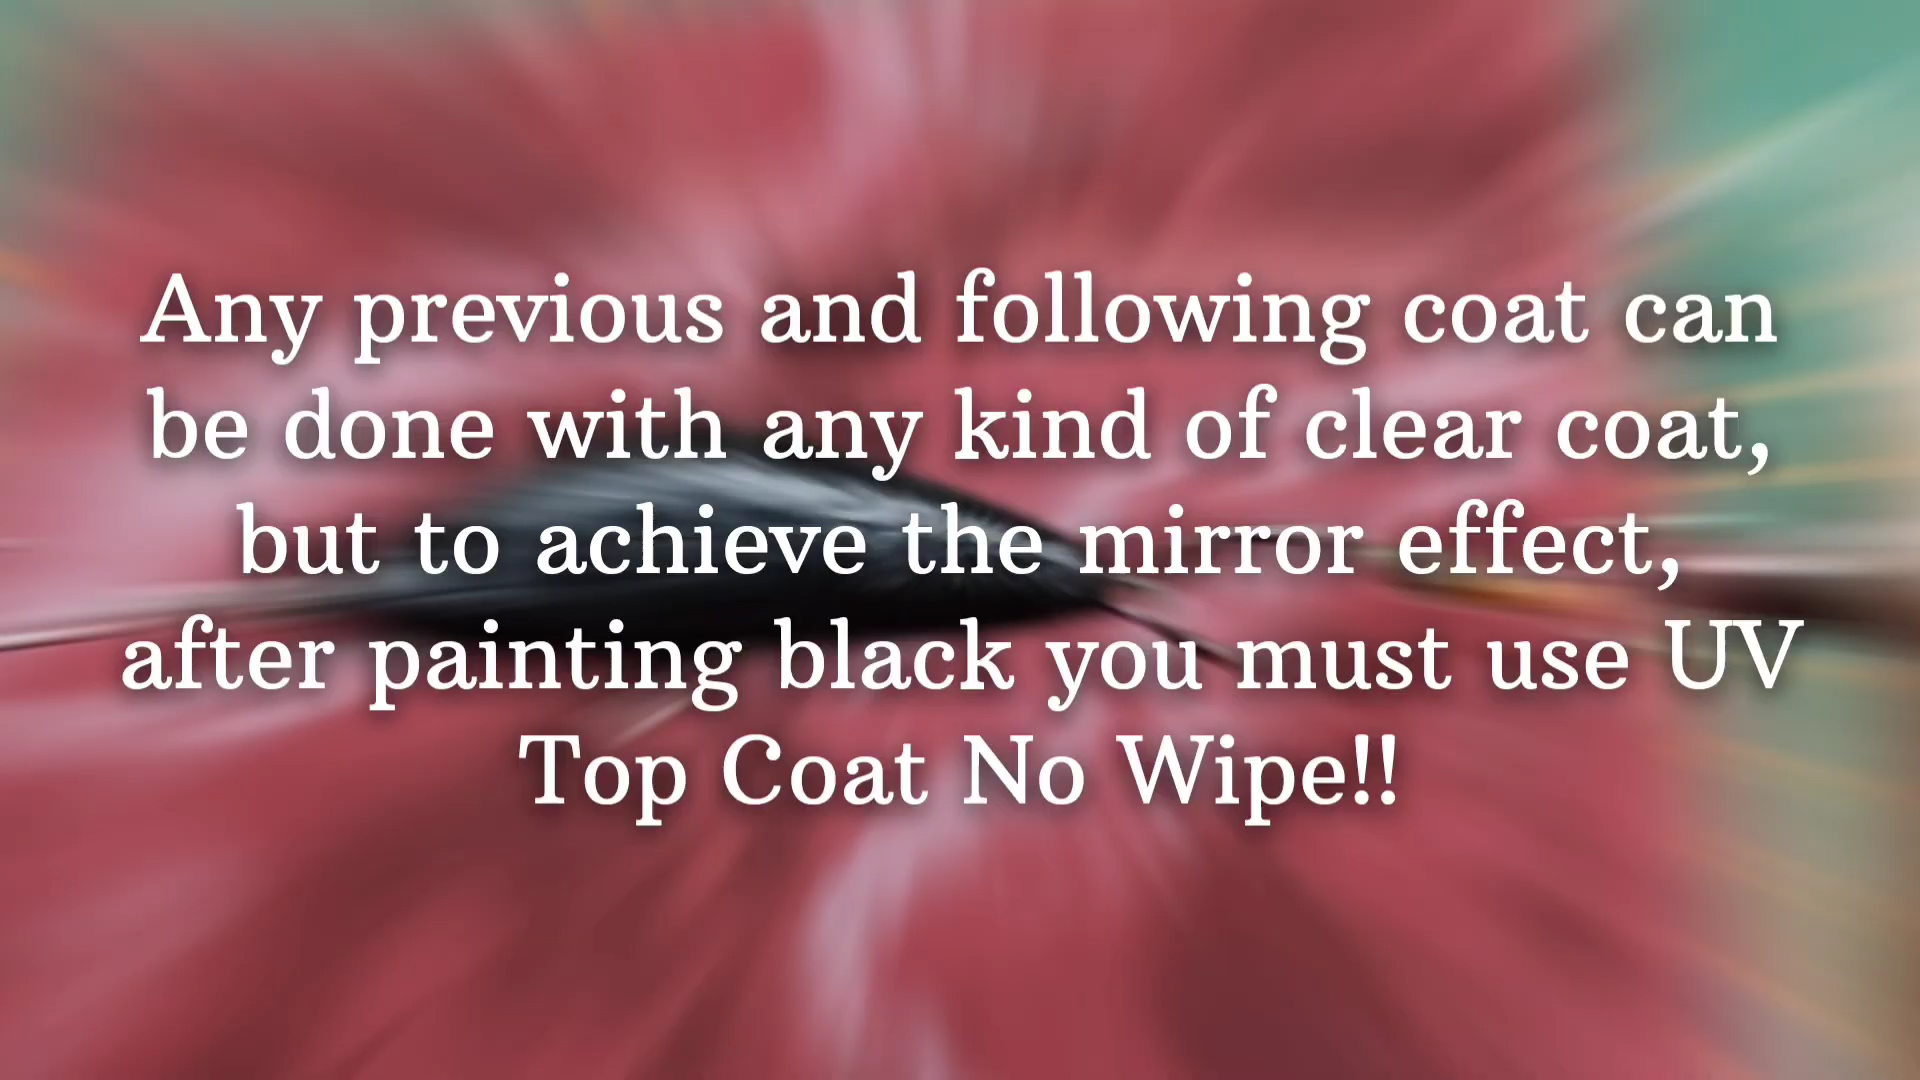 Any previous and following coat can
be done with any kind of clear coat,
but to achieve the mirror effect,
after painting black you must use UV
Top Coat No Wipe!!